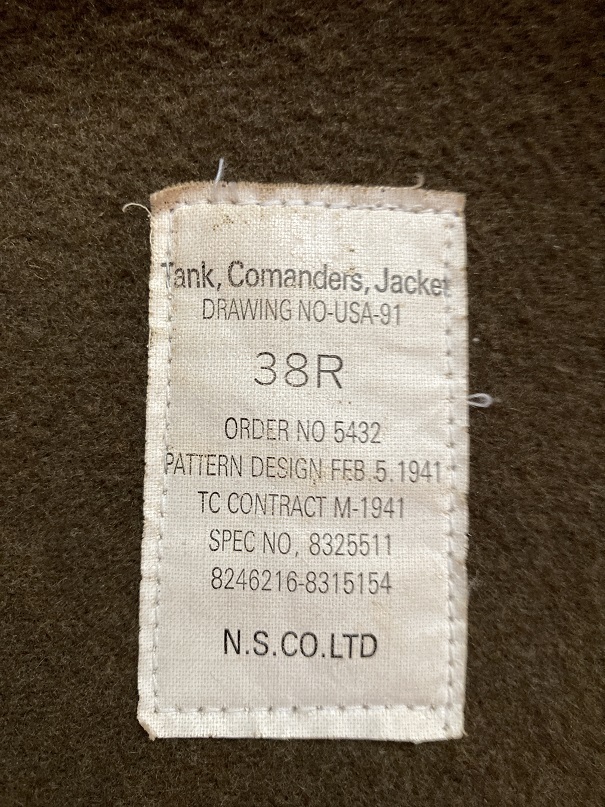 Tank, Comanders, Jacket
DRAWING NO-USA-91
38R
ORDER NO 5432
PATTERN DESIGN FEB.5.1941
TC CONTRACT M-1941
SPEC NO, 8325511
8246216-8315154
N.S.CO.LTD